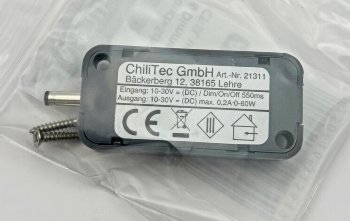 ChiliTec GmbH Art.-Nr. 21311
Bäckerberg 12, 38165 Lehre
Eingang: 10-30V = (DC) / Dim/On/Off 550ms
Ausgang: 10-30V = (DC) max. 0,2A·0-60W
CE
III